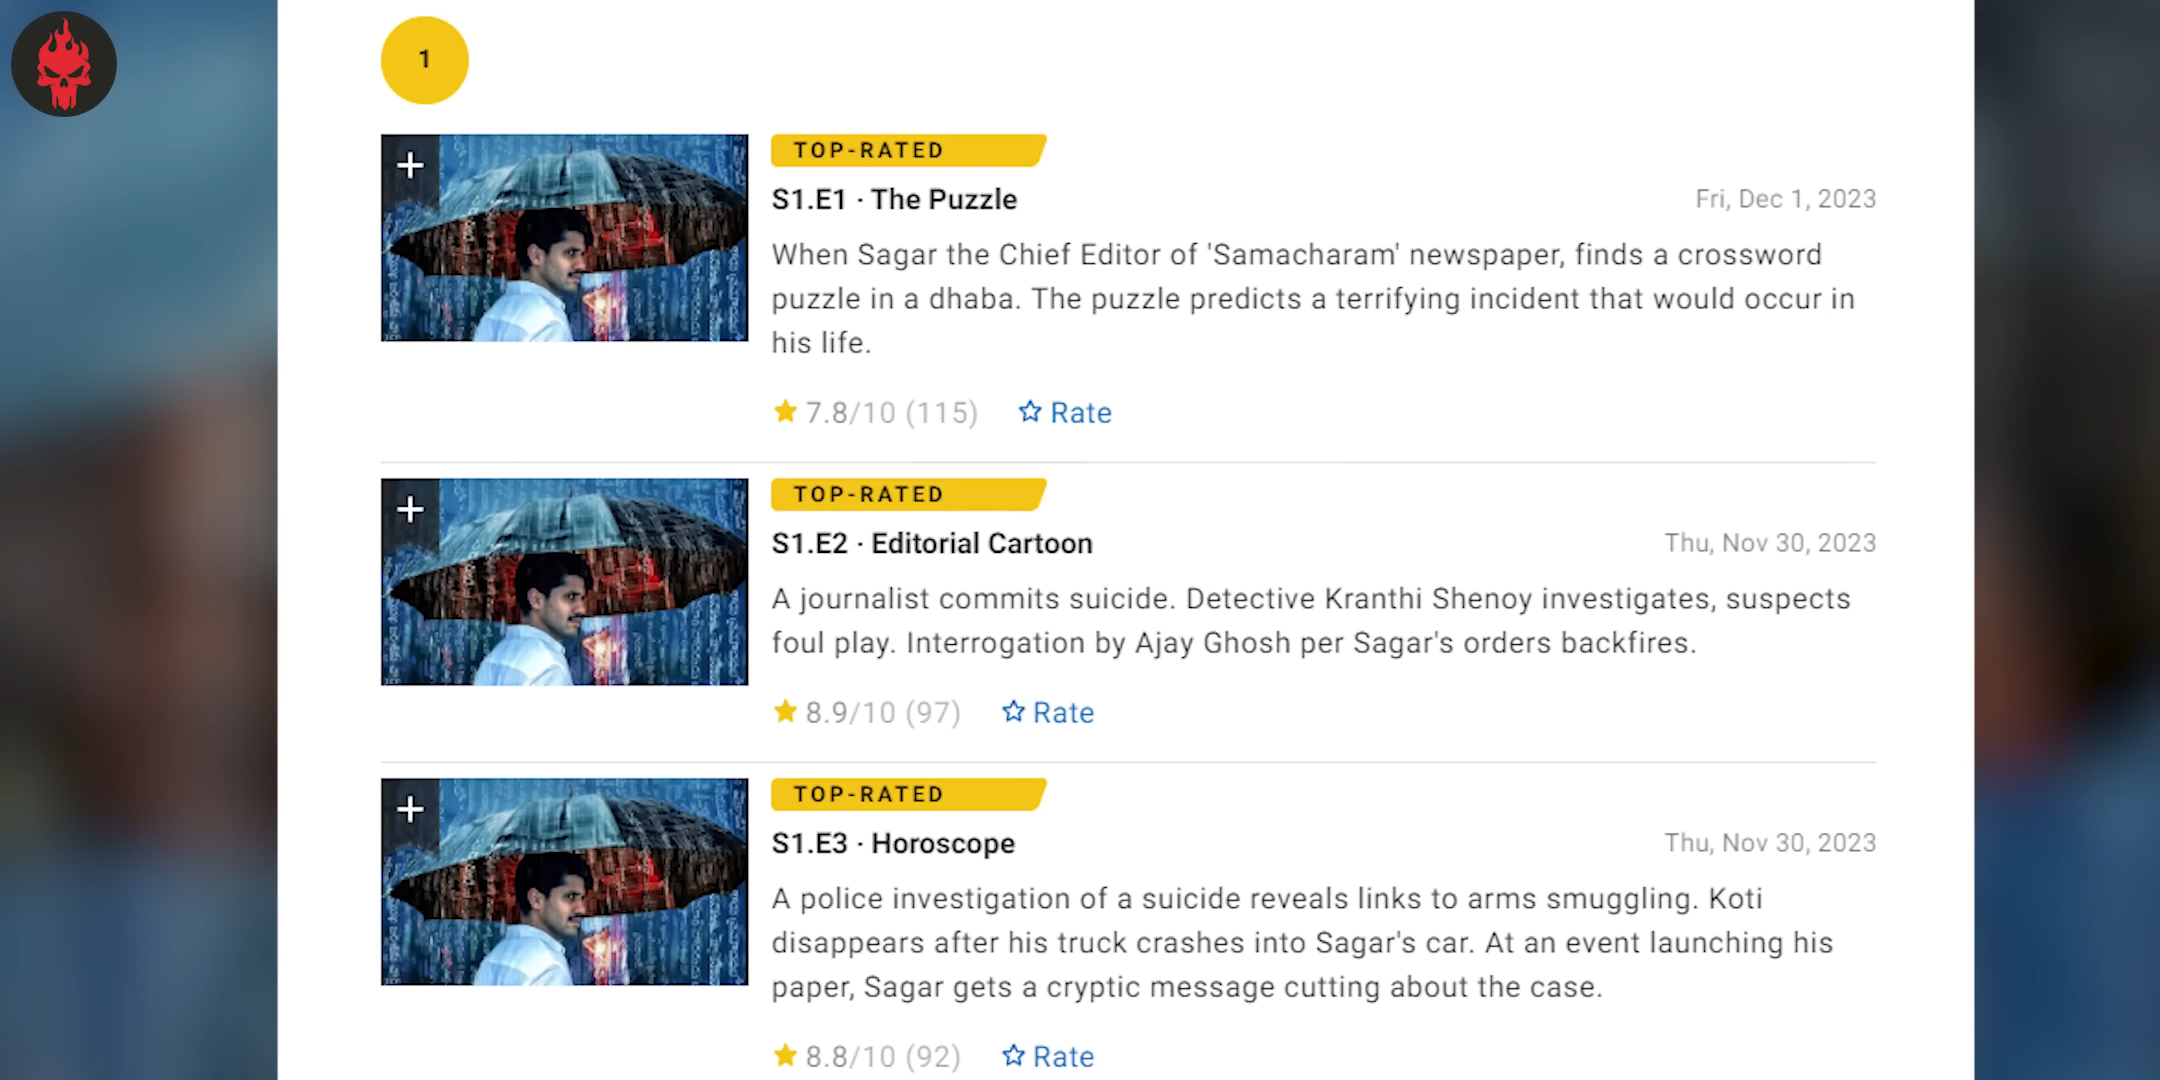 1
TOP-RATED
S1.E1 · The Puzzle
Fri, Dec 1, 2023
When Sagar the Chief Editor of 'Samacharam' newspaper, finds a crossword
puzzle in a dhaba. The puzzle predicts a terrifying incident that would occur in
his life.
7.8/10 (115)
Rate
TOP-RATED
S1.E2 · Editorial Cartoon
Thu, Nov 30, 2023
A journalist commits suicide. Detective Kranthi Shenoy investigates, suspects
foul play. Interrogation by Ajay Ghosh per Sagar's orders backfires.
8.9/10 (97)
Rate
TOP-RATED
S1.E3 · Horoscope
Thu, Nov 30, 2023
A police investigation of a suicide reveals links to arms smuggling. Koti
disappears after his truck crashes into Sagar's car. At an event launching his
paper, Sagar gets a cryptic message cutting about the case.
8.8/10 (92)
Rate